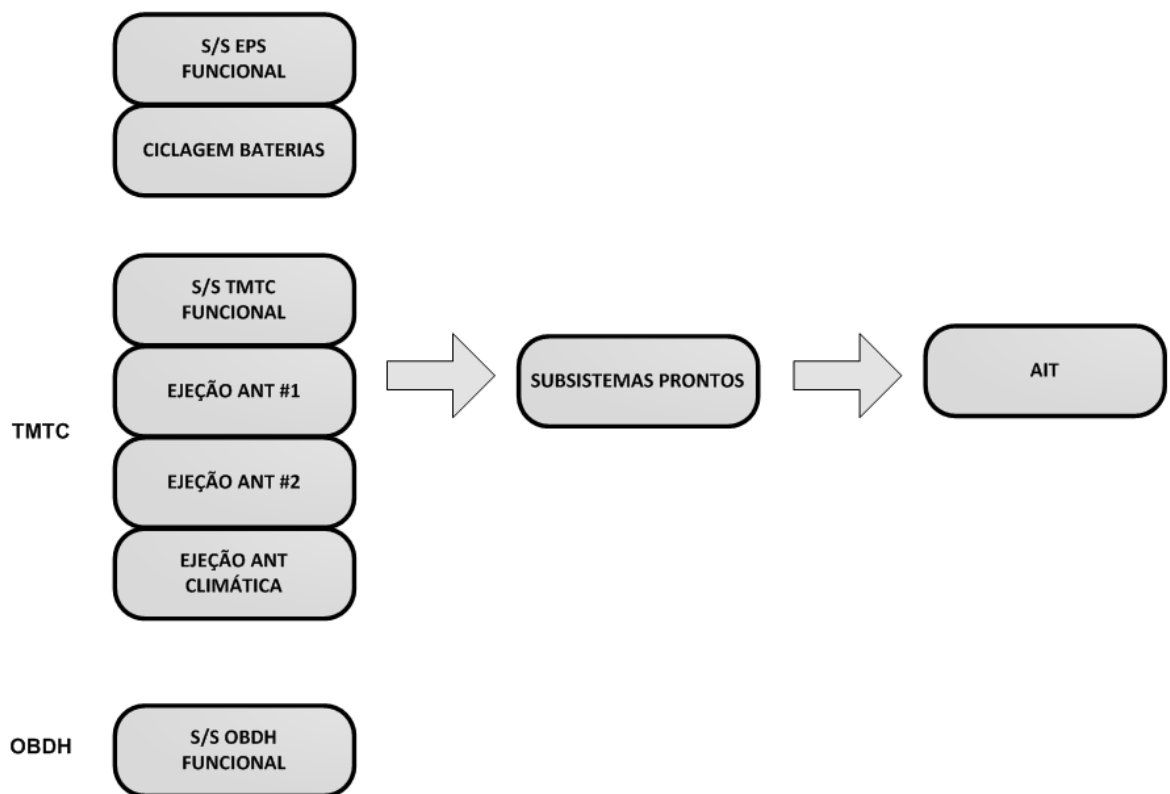 S/S EPS
FUNCIONAL
CICLAGEM BATERIAS
S/S TMTC
FUNCIONAL
EJEÇÃO ANT #1
TMTC
EJEÇÃO ANT #2
EJEÇÃO ANT
CLIMÁTICA
SUBSISTEMAS PRONTOS
AIT
OBDH
S/S OBDH
FUNCIONAL